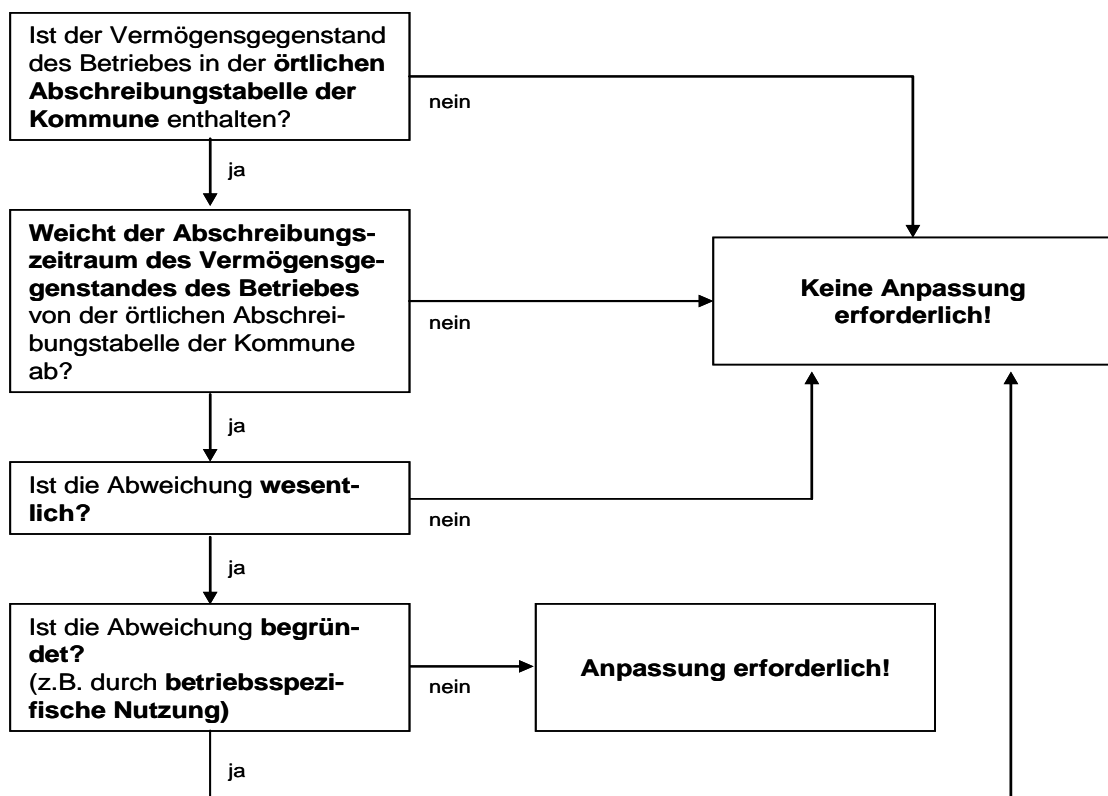 Ist der Vermögensgegenstand
des Betriebes in der örtlichen
Abschreibungstabelle der
Kommune enthalten?
nein
ja
Weicht der Abschreibungs-
zeitraum des Vermögensge-
genstandes des Betriebes
von der örtlichen Abschrei-
bungstabelle der Kommune
ab?
nein
Keine Anpassung
erforderlich!
ja
Ist die Abweichung wesent-
lich?
nein
ja
Ist die Abweichung begrün-
det?
(z.B. durch betriebsspezi-
fische Nutzung)
nein
Anpassung erforderlich!
ja